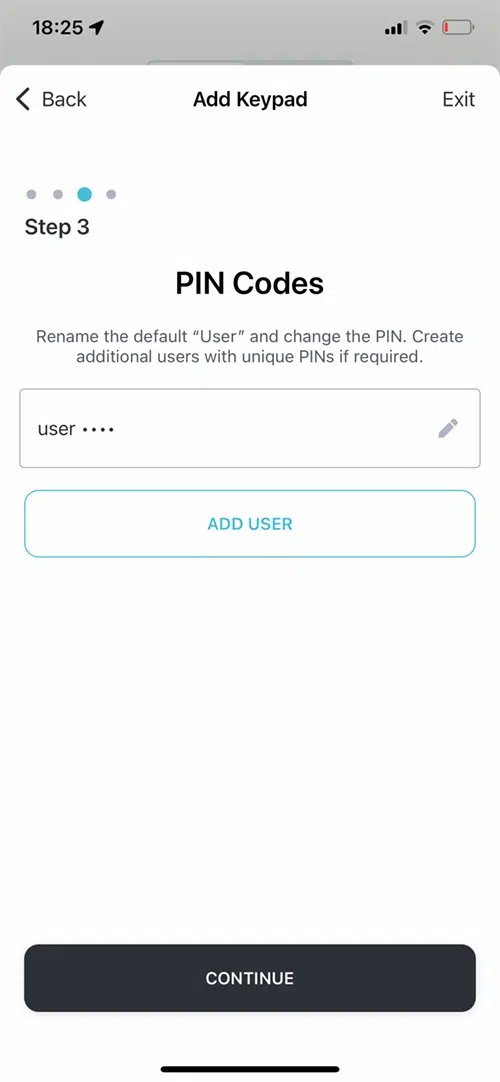 18:25
Back
Add Keypad
Exit
Step 3
PIN Codes
Rename the default “User” and change the PIN. Create
additional users with unique PINs if required.
user ••••
ADD USER
CONTINUE